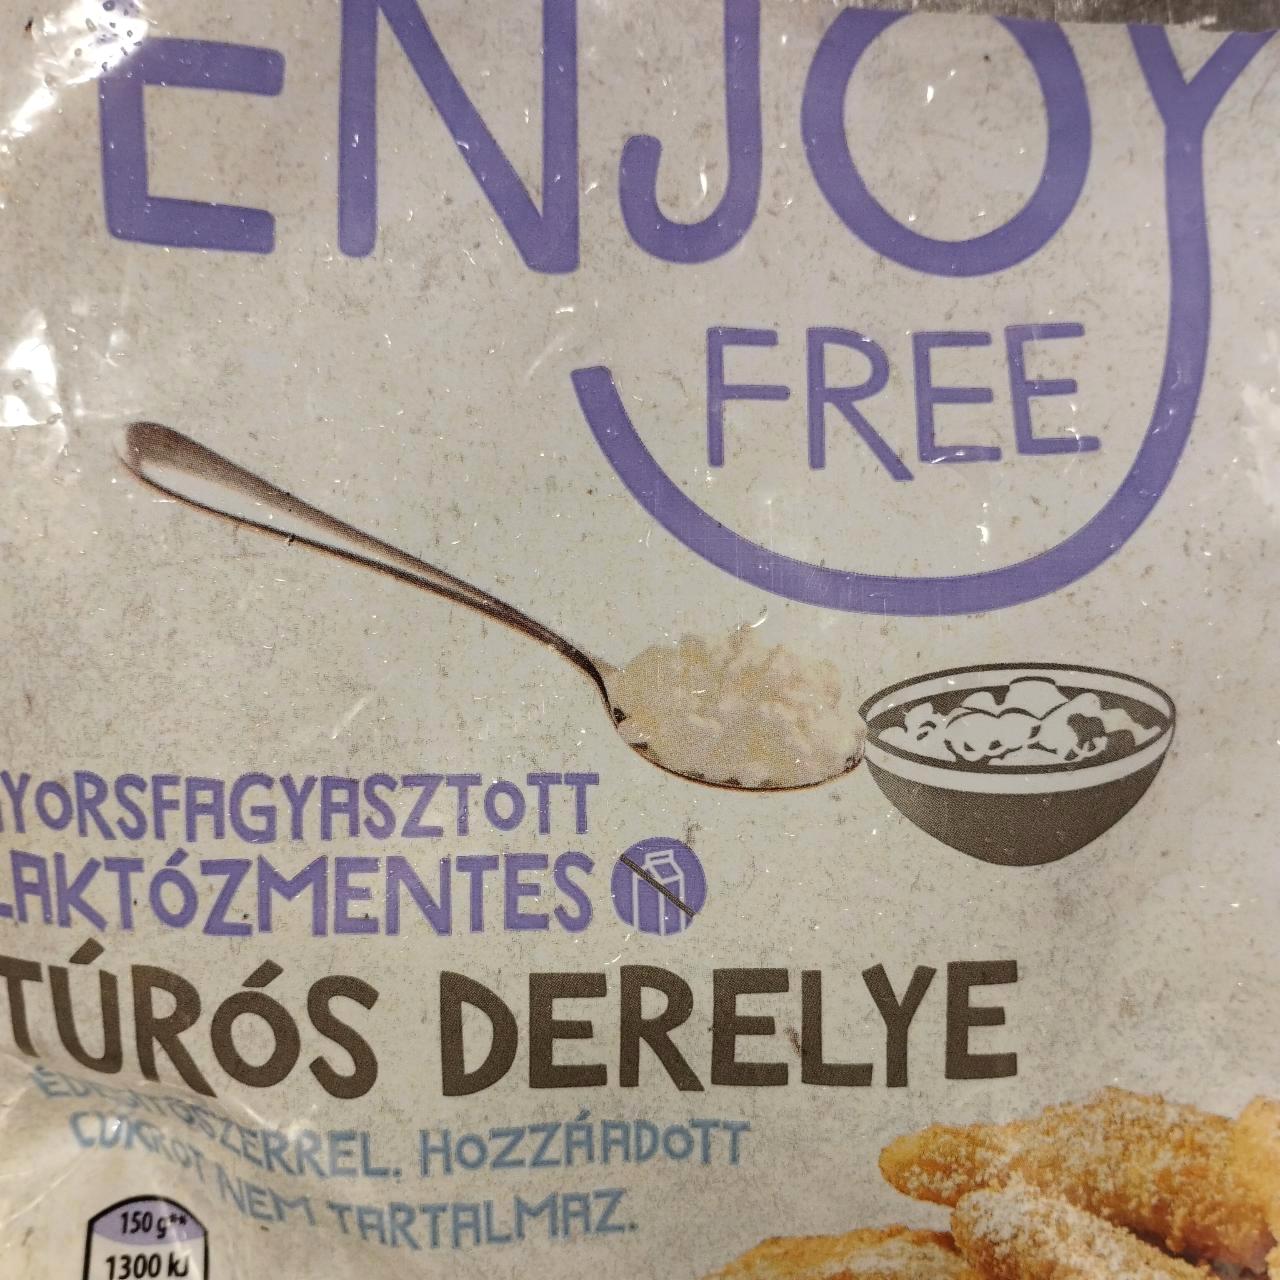 ENJOY
FREE
GYORSFAGYASZTOTT
LAKTÓZMENTES
TÚRÓS DERELYE
ÉDESÍTŐSZERREL. HOZZÁADOTT
CUKROT NEM TARTALMAZ.
150 g**
1300 kJ